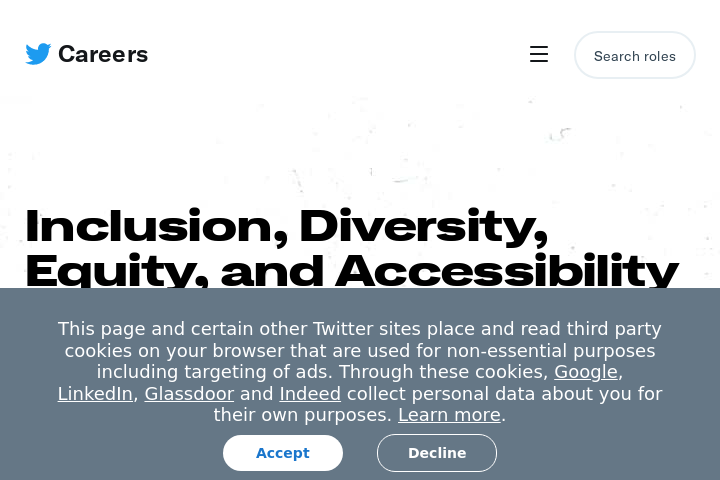 Careers
Search roles
Inclusion, Diversity,
Equity, and Accessibility
This page and certain other Twitter sites place and read third party
cookies on your browser that are used for non-essential purposes
including targeting of ads. Through these cookies, Google,
LinkedIn, Glassdoor and Indeed collect personal data about you for
their own purposes. Learn more.
Accept
Decline